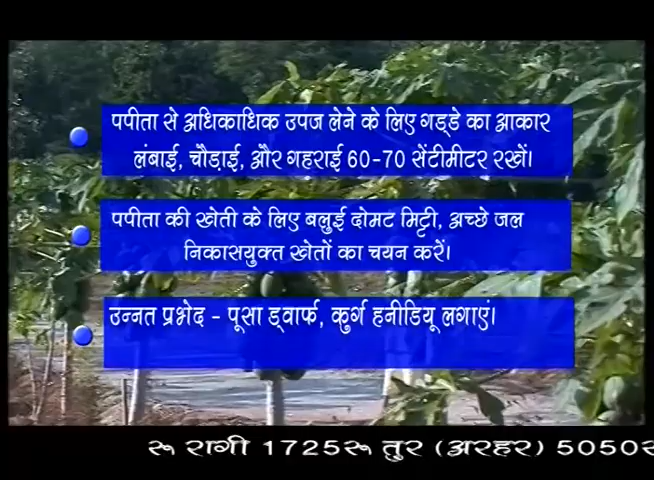 पपीता से अधिकाधिक उपज लेने के लिए गड्डे का आकार
लंबाई, चौड़ाई, और गहराई 60-70 सेंटीमीटर रखें।
पपीता की खेती के लिए बलुई दोमट मिट्टी, अच्छे जल
निकासयुक्त खेतों का चयन करें।
उन्नत प्रभेद - पूसा ड्वार्फ, कुर्ग हनीडियू लगाएं।
रू रागी 1725रू तुर (अरहर) 5050रू